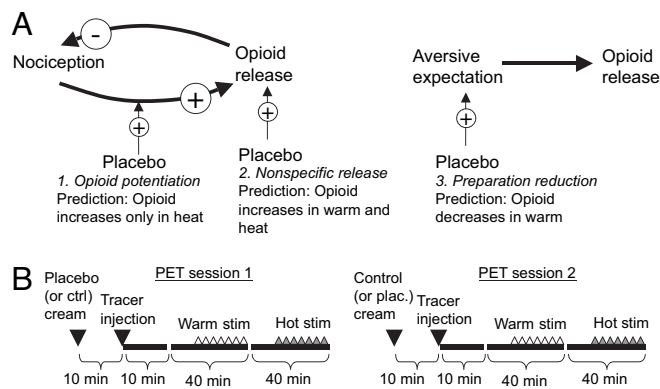 A
-
Nociception
Opioid
release
+
+
Placebo
1. Opioid potentiation
Prediction: Opioid
increases only in heat
+
Placebo
2. Nonspecific release
Prediction: Opioid
increases in warm and
heat
Aversive
expectation
Opioid
release
+
Placebo
3. Preparation reduction
Prediction: Opioid
decreases in warm
B
PET session 1
Placebo
(or ctrl)
cream
Tracer
injection
Warm stim
Hot stim
10 min
10 min
40 min
40 min
PET session 2
Control
(or plac.)
cream
Tracer
injection
Warm stim
Hot stim
10 min
10 min
40 min
40 min